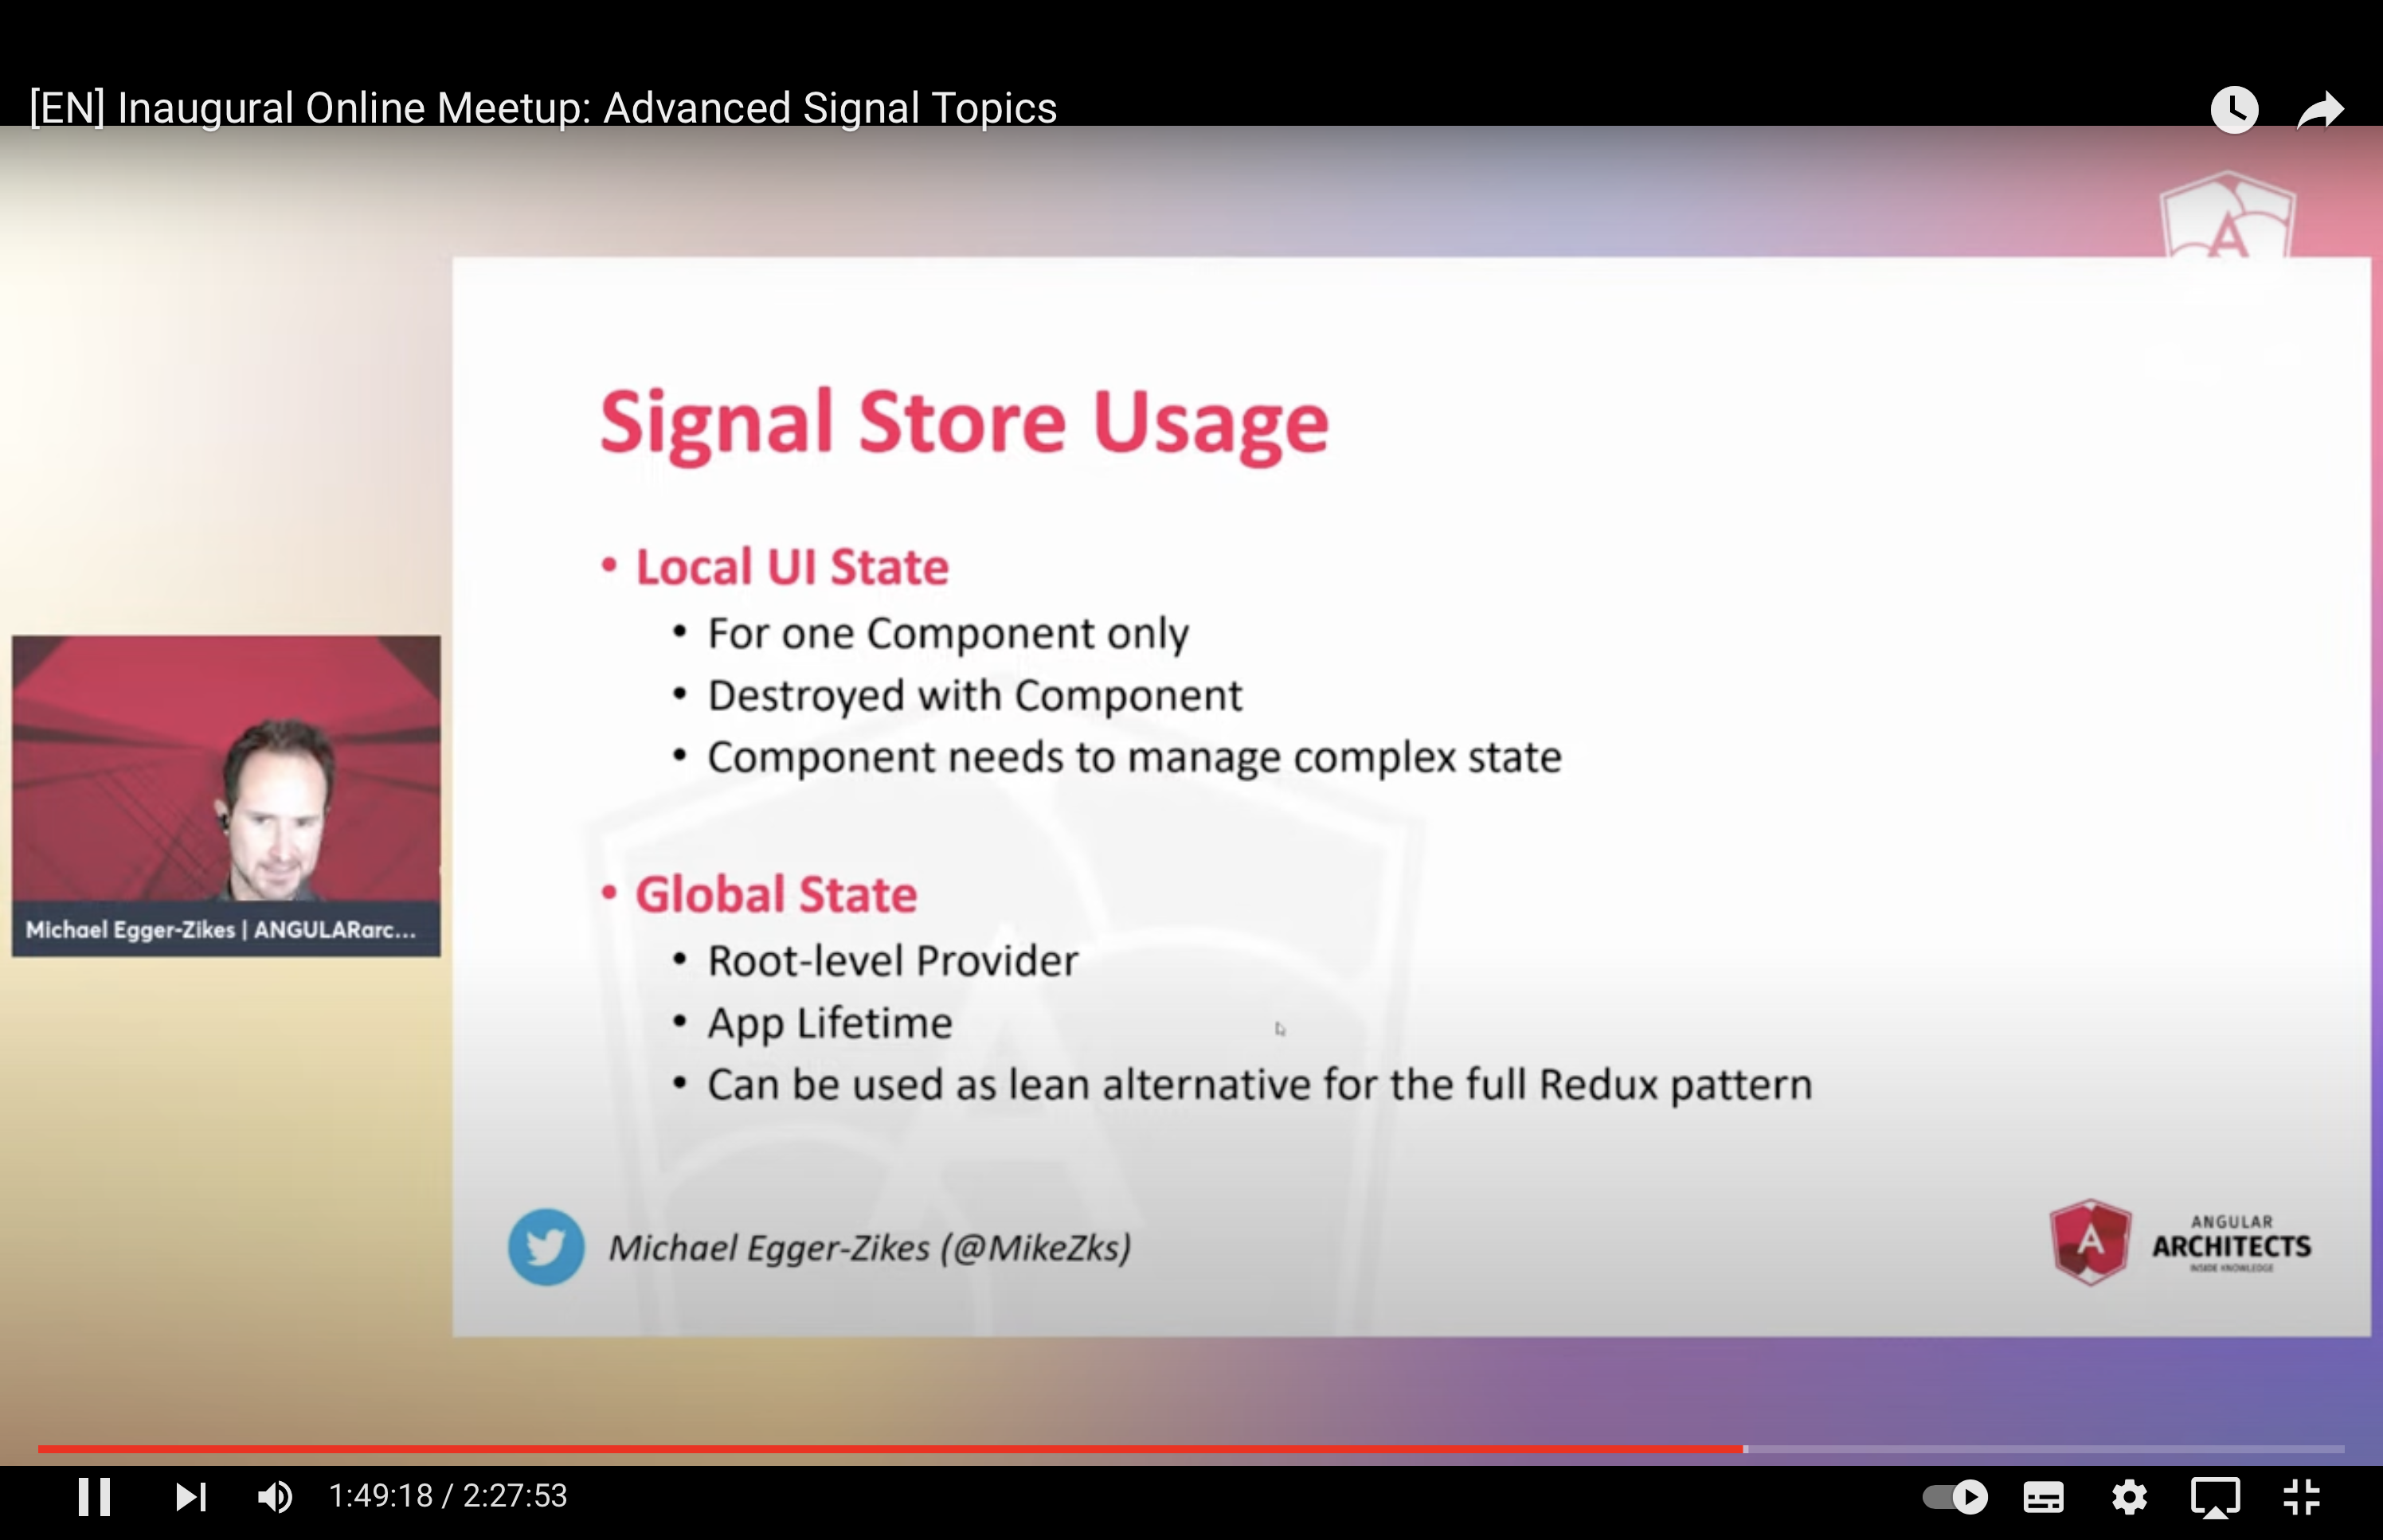 [EN] Inaugural Online Meetup: Advanced Signal Topics
Signal Store Usage
• Local UI State
• For one Component only
• Destroyed with Component
• Component needs to manage complex state
• Global State
• Root-level Provider
• App Lifetime
• Can be used as lean alternative for the full Redux pattern
Michael Egger-Zikes | ANGULARarc...
Michael Egger-Zikes (@MikeZks)
A
ANGULAR
ARCHITECTS
INSIDE KNOWLEDGE
1:49:18 / 2:27:53